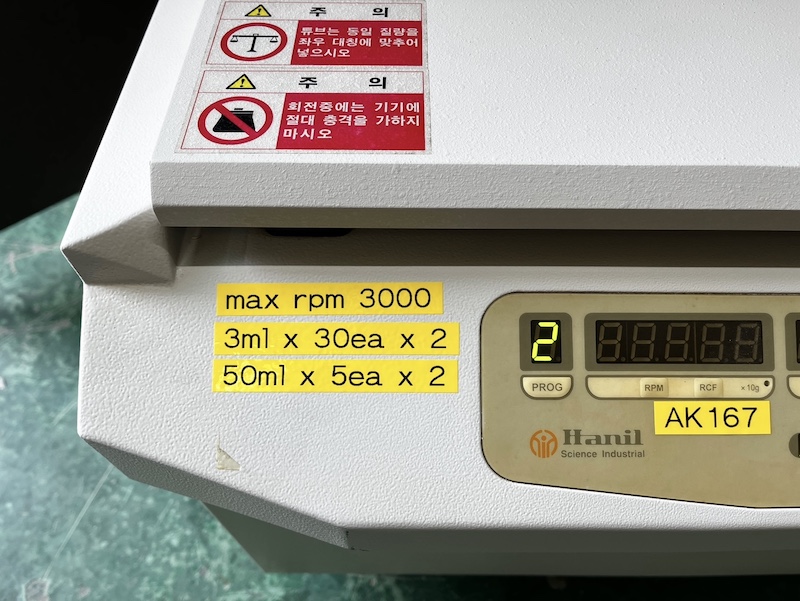 주 의
튜브는 동일 질량을
좌우 대칭에 맞추어
넣으시오
주 의
회전중에는 기기에
절대 충격을 가하지
마시오
max rpm 3000
3ml x 30ea x 2
50ml x 5ea x 2
2
PROG
RPM RCF ×10g
AK167
Hanil
Science Industrial